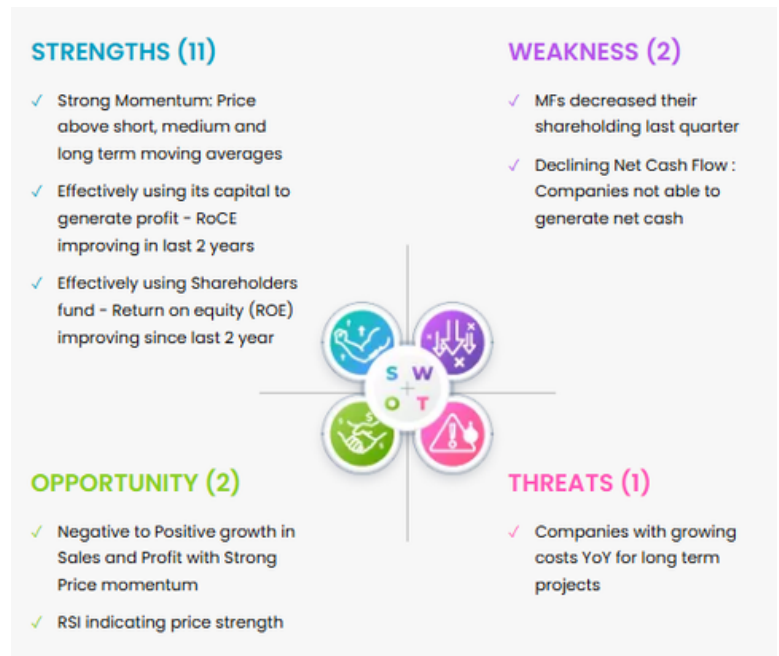 STRENGTHS (11)
✓ Strong Momentum: Price
above short, medium and
long term moving averages
✓ Effectively using its capital to
generate profit - RoCE
improving in last 2 years
✓ Effectively using Shareholders
fund - Return on equity (ROE)
improving since last 2 year
WEAKNESS (2)
✓ MFs decreased their
shareholding last quarter
✓ Declining Net Cash Flow :
Companies not able to
generate net cash
S W
O T
OPPORTUNITY (2)
✓ Negative to Positive growth in
Sales and Profit with Strong
Price momentum
✓ RSI indicating price strength
THREATS (1)
✓ Companies with growing
costs YoY for long term
projects